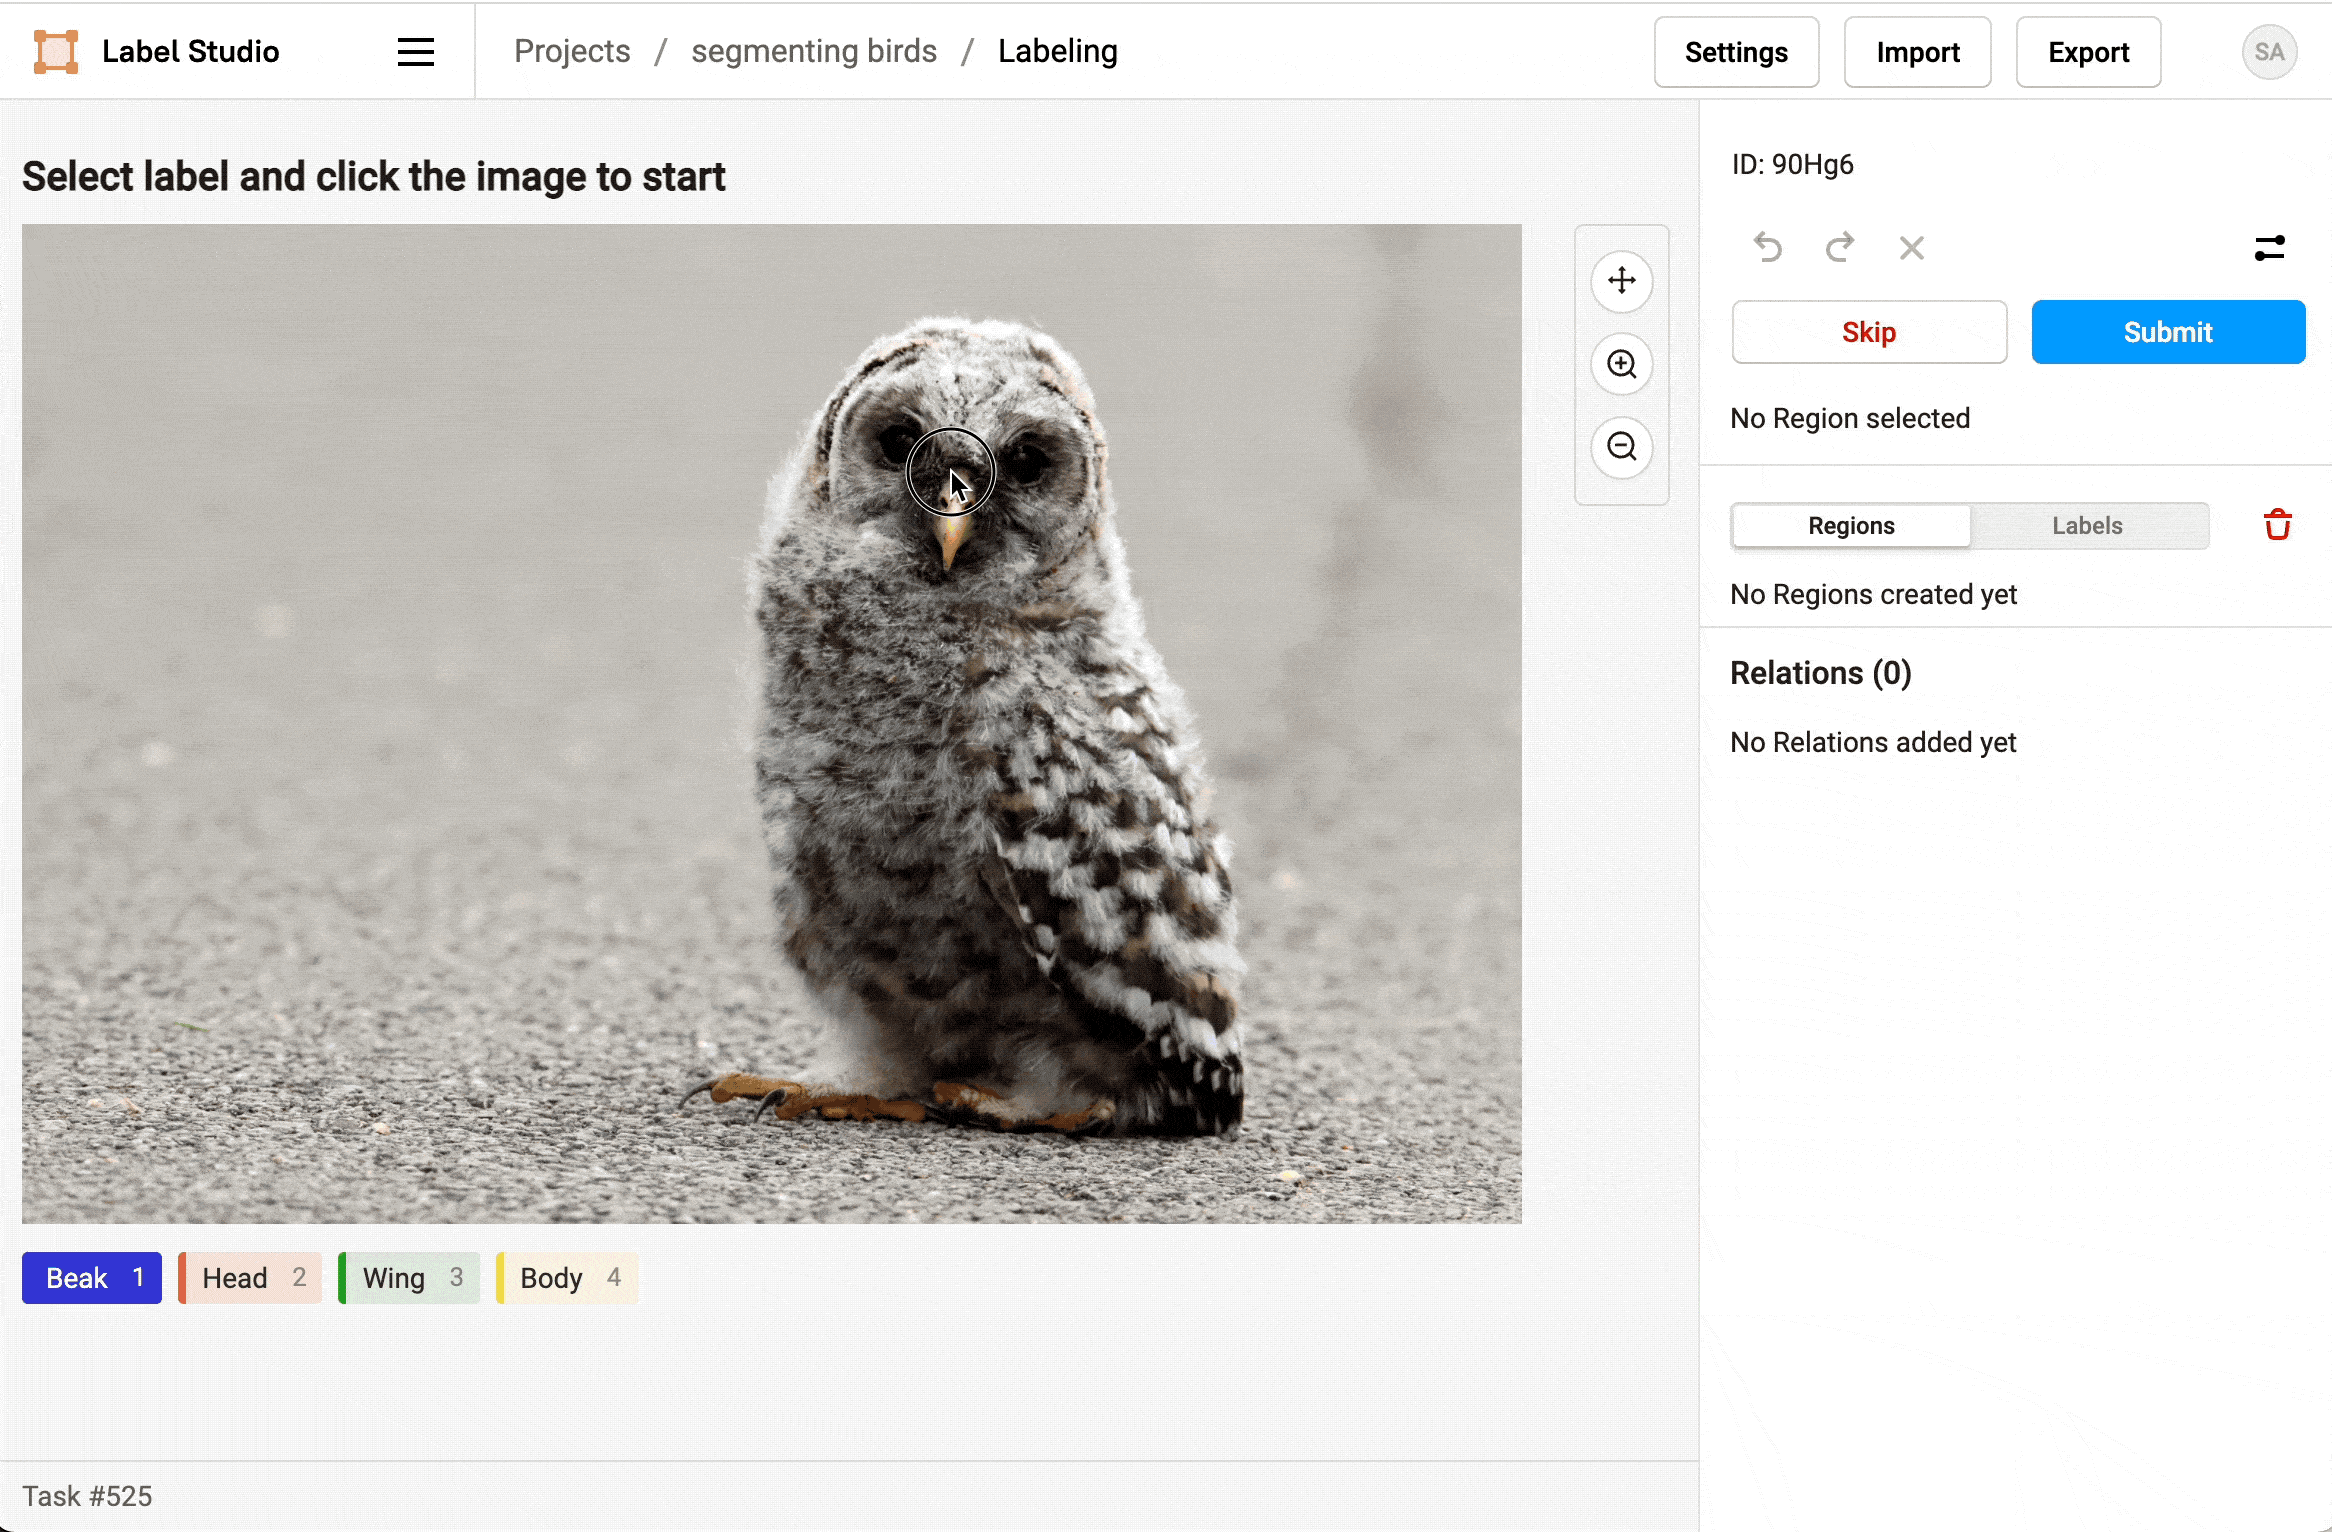 Label Studio
Projects / segmenting birds / Labeling
Settings
Import
Export
SA
Select label and click the image to start
ID: 90Hg6
Skip
Submit
No Region selected
Regions
Labels
No Regions created yet
Relations (0)
No Relations added yet
Beak 1
Head 2
Wing 3
Body 4
Task #525